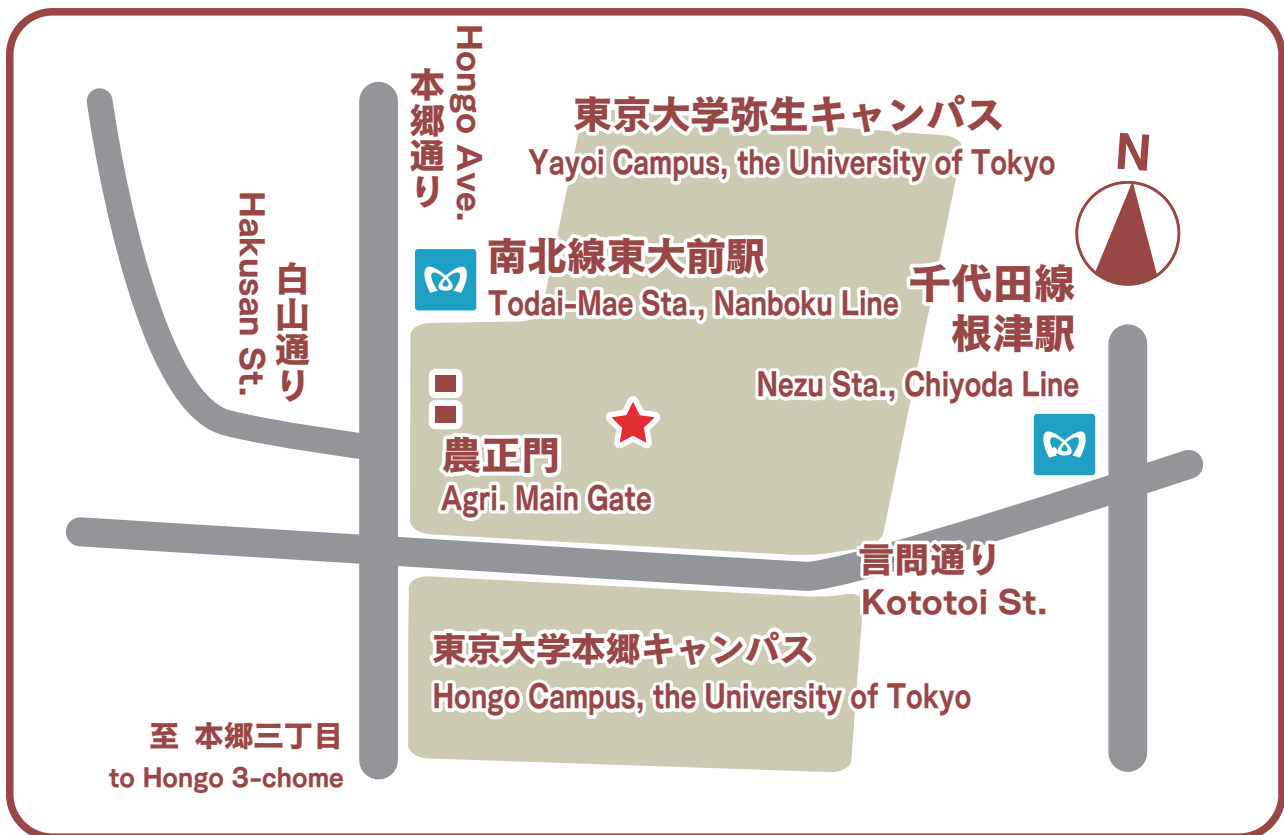 Hongo Ave.
本郷通り
東京大学弥生キャンパス
Yayoi Campus, the University of Tokyo
N
Hakusan St.
白山通り
南北線東大前駅
Todai-Mae Sta., Nanboku Line
千代田線
根津駅
Nezu Sta., Chiyoda Line
農正門
Agri. Main Gate
言問通り
Kototoi St.
東京大学本郷キャンパス
Hongo Campus, the University of Tokyo
至 本郷三丁目
to Hongo 3-chome